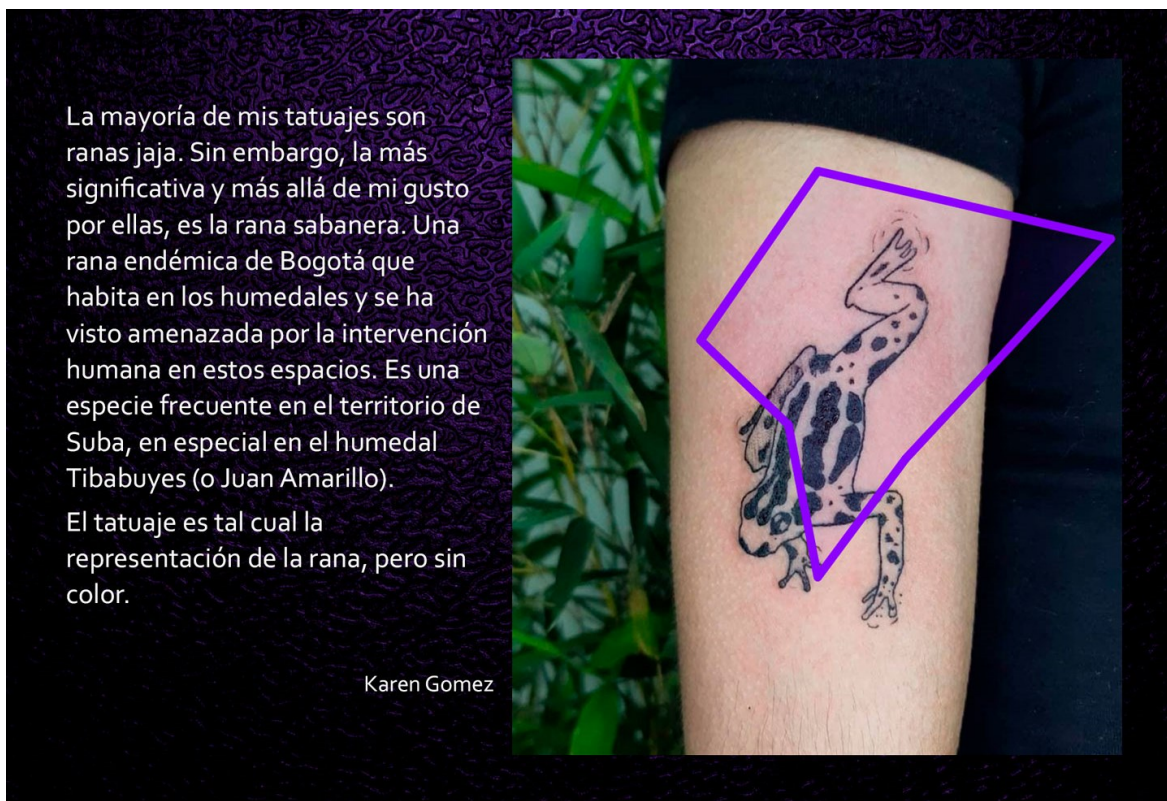 La mayoría de mis tatuajes son
ranas jaja. Sin embargo, la más
significativa y más allá de mi gusto
por ellas, es la rana sabanera. Una
rana endémica de Bogotá que
habita en los humedales y se ha
visto amenazada por la intervención
humana en estos espacios. Es una
especie frecuente en el territorio de
Suba, en especial en el humedal
Tibabuyes (o Juan Amarillo).
El tatuaje es tal cual la
representación de la rana, pero sin
color.
Karen Gomez